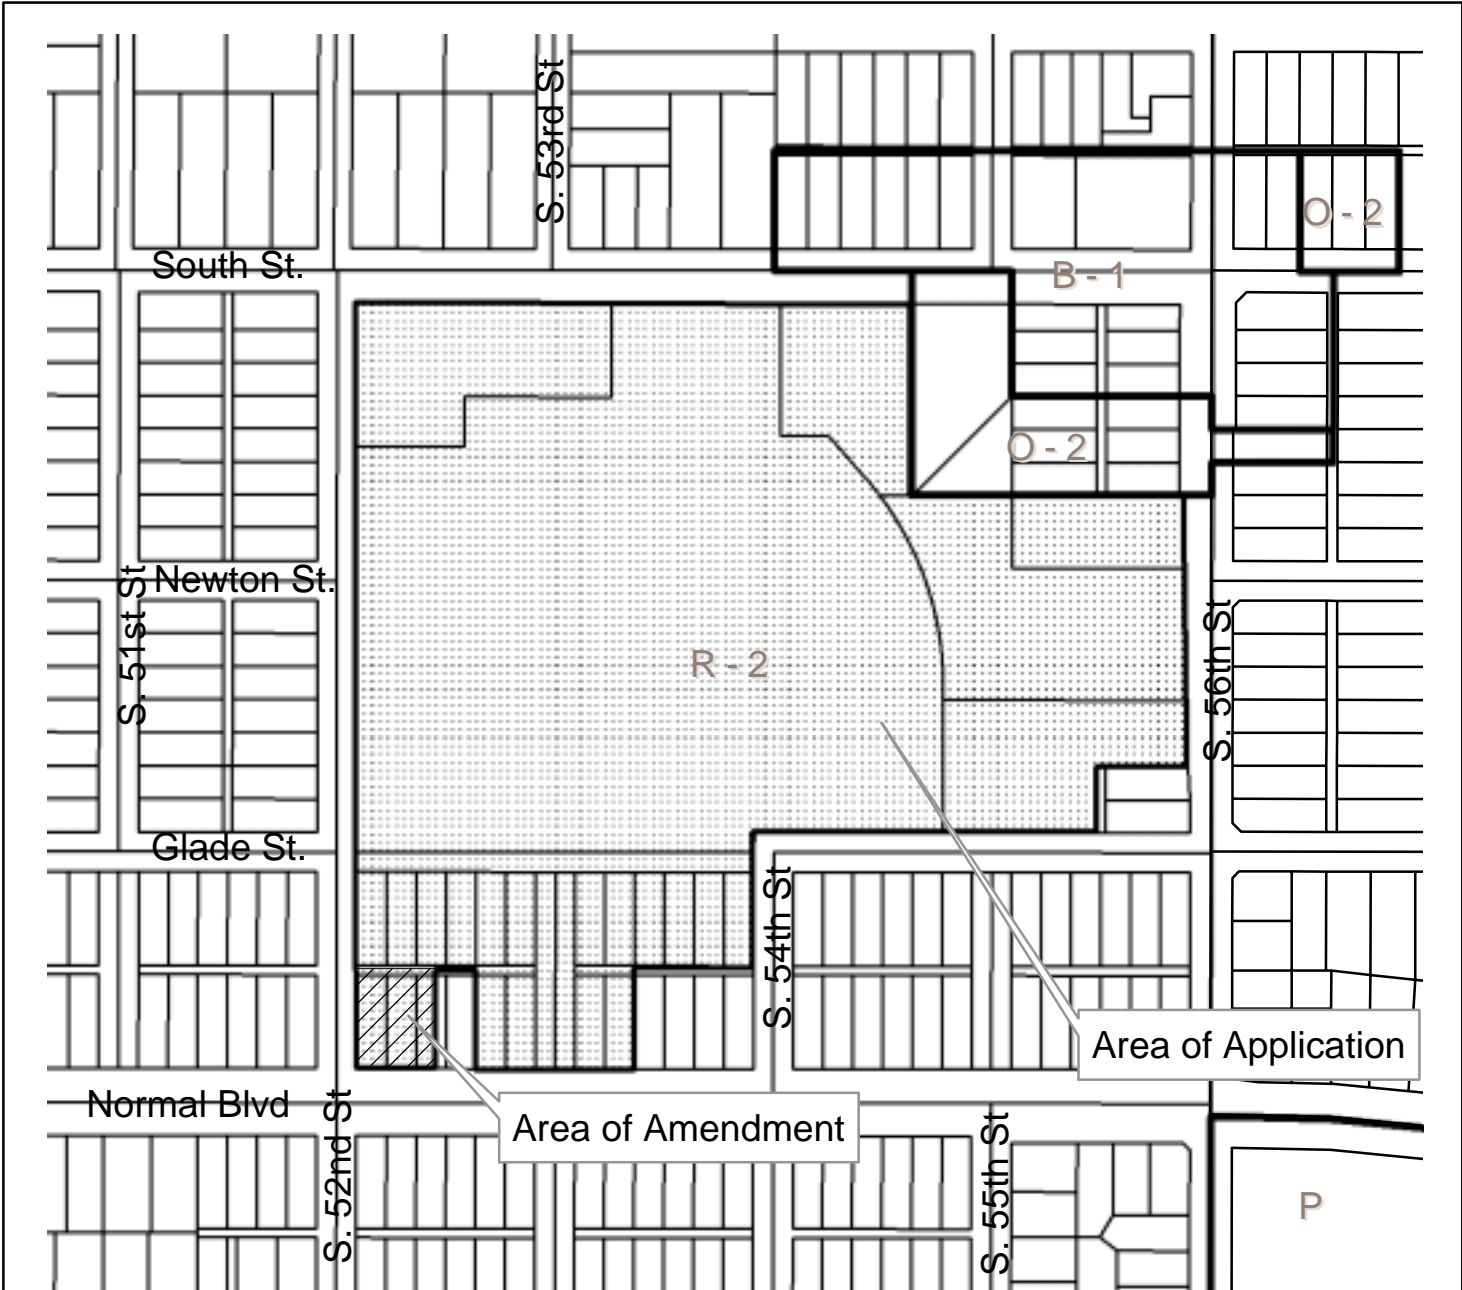 S. 53rd St
O - 2
South St.
B - 1
O - 2
Newton St.
S. 51st St
R - 2
S. 56th St
Glade St.
S. 54th St
Area of Application
Normal Blvd
Area of Amendment
S. 52nd St
S. 55th St
P